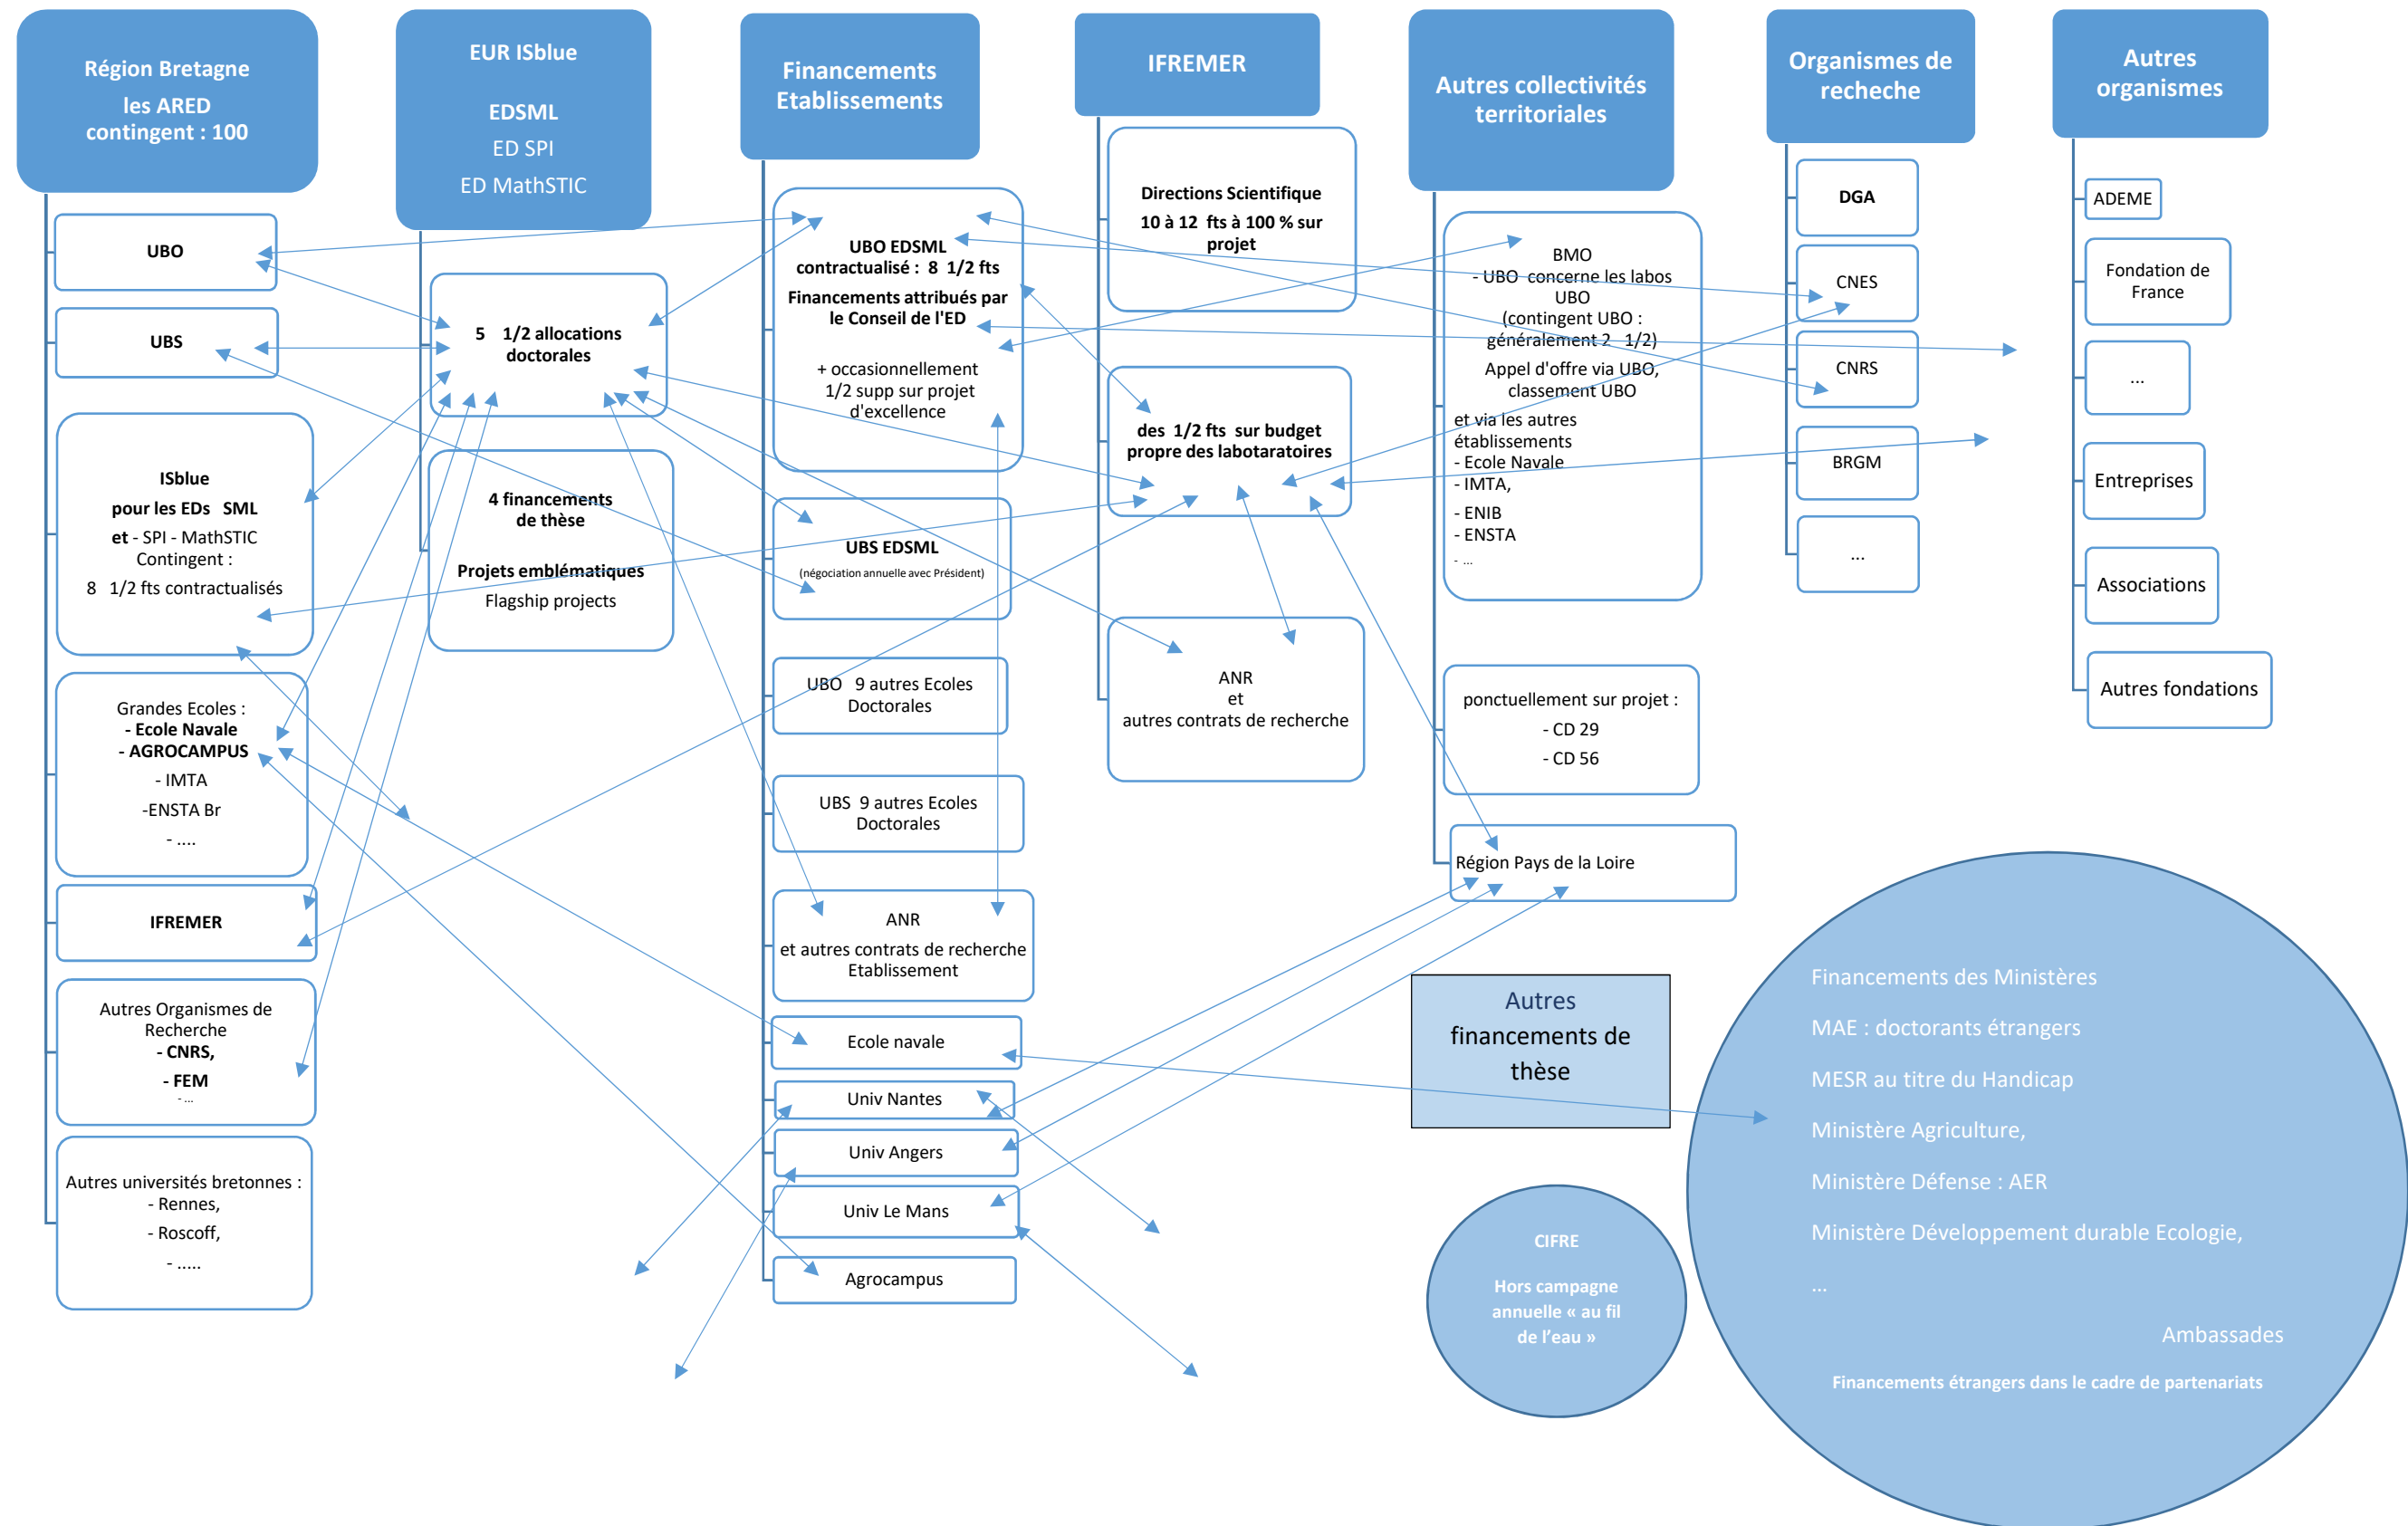 Région Bretagne
les ARED
contingent : 100
UBO
UBS
ISblue
pour les EDs SML
et - SPI - MathSTIC
Contingent :
8 1/2 fts contractualisés
Grandes Ecoles :
- Ecole Navale
- AGROCAMPUS
- IMTA
-ENSTA Br
- ....
IFREMER
Autres Organismes de
Recherche
- CNRS,
- FEM
- ...
Autres universités bretonnes :
- Rennes,
- Roscoff,
- .....
EUR ISblue
EDSML
ED SPI
ED MathSTIC
5 1/2 allocations
doctorales
4 financements
de thèse
Projets emblématiques
Flagship projects
Financements
Etablissements
UBO EDSML
contractualisé : 8 1/2 fts
Financements attribués par
le Conseil de l'ED
+ occasionnellement
1/2 supp sur projet
d'excellence
UBS EDSML
(négociation annuelle avec Président)
UBO 9 autres Ecoles
Doctorales
UBS 9 autres Ecoles
Doctorales
ANR
et autres contrats de recherche
Etablissement
Ecole navale
Univ Nantes
Univ Angers
Univ Le Mans
Agrocampus
IFREMER
Directions Scientifique
10 à 12 fts à 100 % sur
projet
des 1/2 fts sur budget
propre des labotaratoires
ANR
et
autres contrats de recherche
Autres collectivités
territoriales
BMO
- UBO concerne les labos
UBO
(contingent UBO :
généralement 2 1/2)
Appel d'offre via UBO,
classement UBO
et via les autres
établissements
- Ecole Navale
- IMTA,
- ENIB
- ENSTA
- ...
ponctuellement sur projet :
- CD 29
- CD 56
Région Pays de la Loire
Organismes de
recheche
DGA
CNES
CNRS
BRGM
...
Autres
organismes
ADEME
Fondation de
France
...
Entreprises
Associations
Autres fondations
Autres
financements de
thèse
CIFRE
Hors campagne
annuelle « au fil
de l'eau »
Financements des Ministères
MAE : doctorants étrangers
MESR au titre du Handicap
Ministère Agriculture,
Ministère Défense : AER
Ministère Développement durable Ecologie,
...
Ambassades
Financements étrangers dans le cadre de partenariats